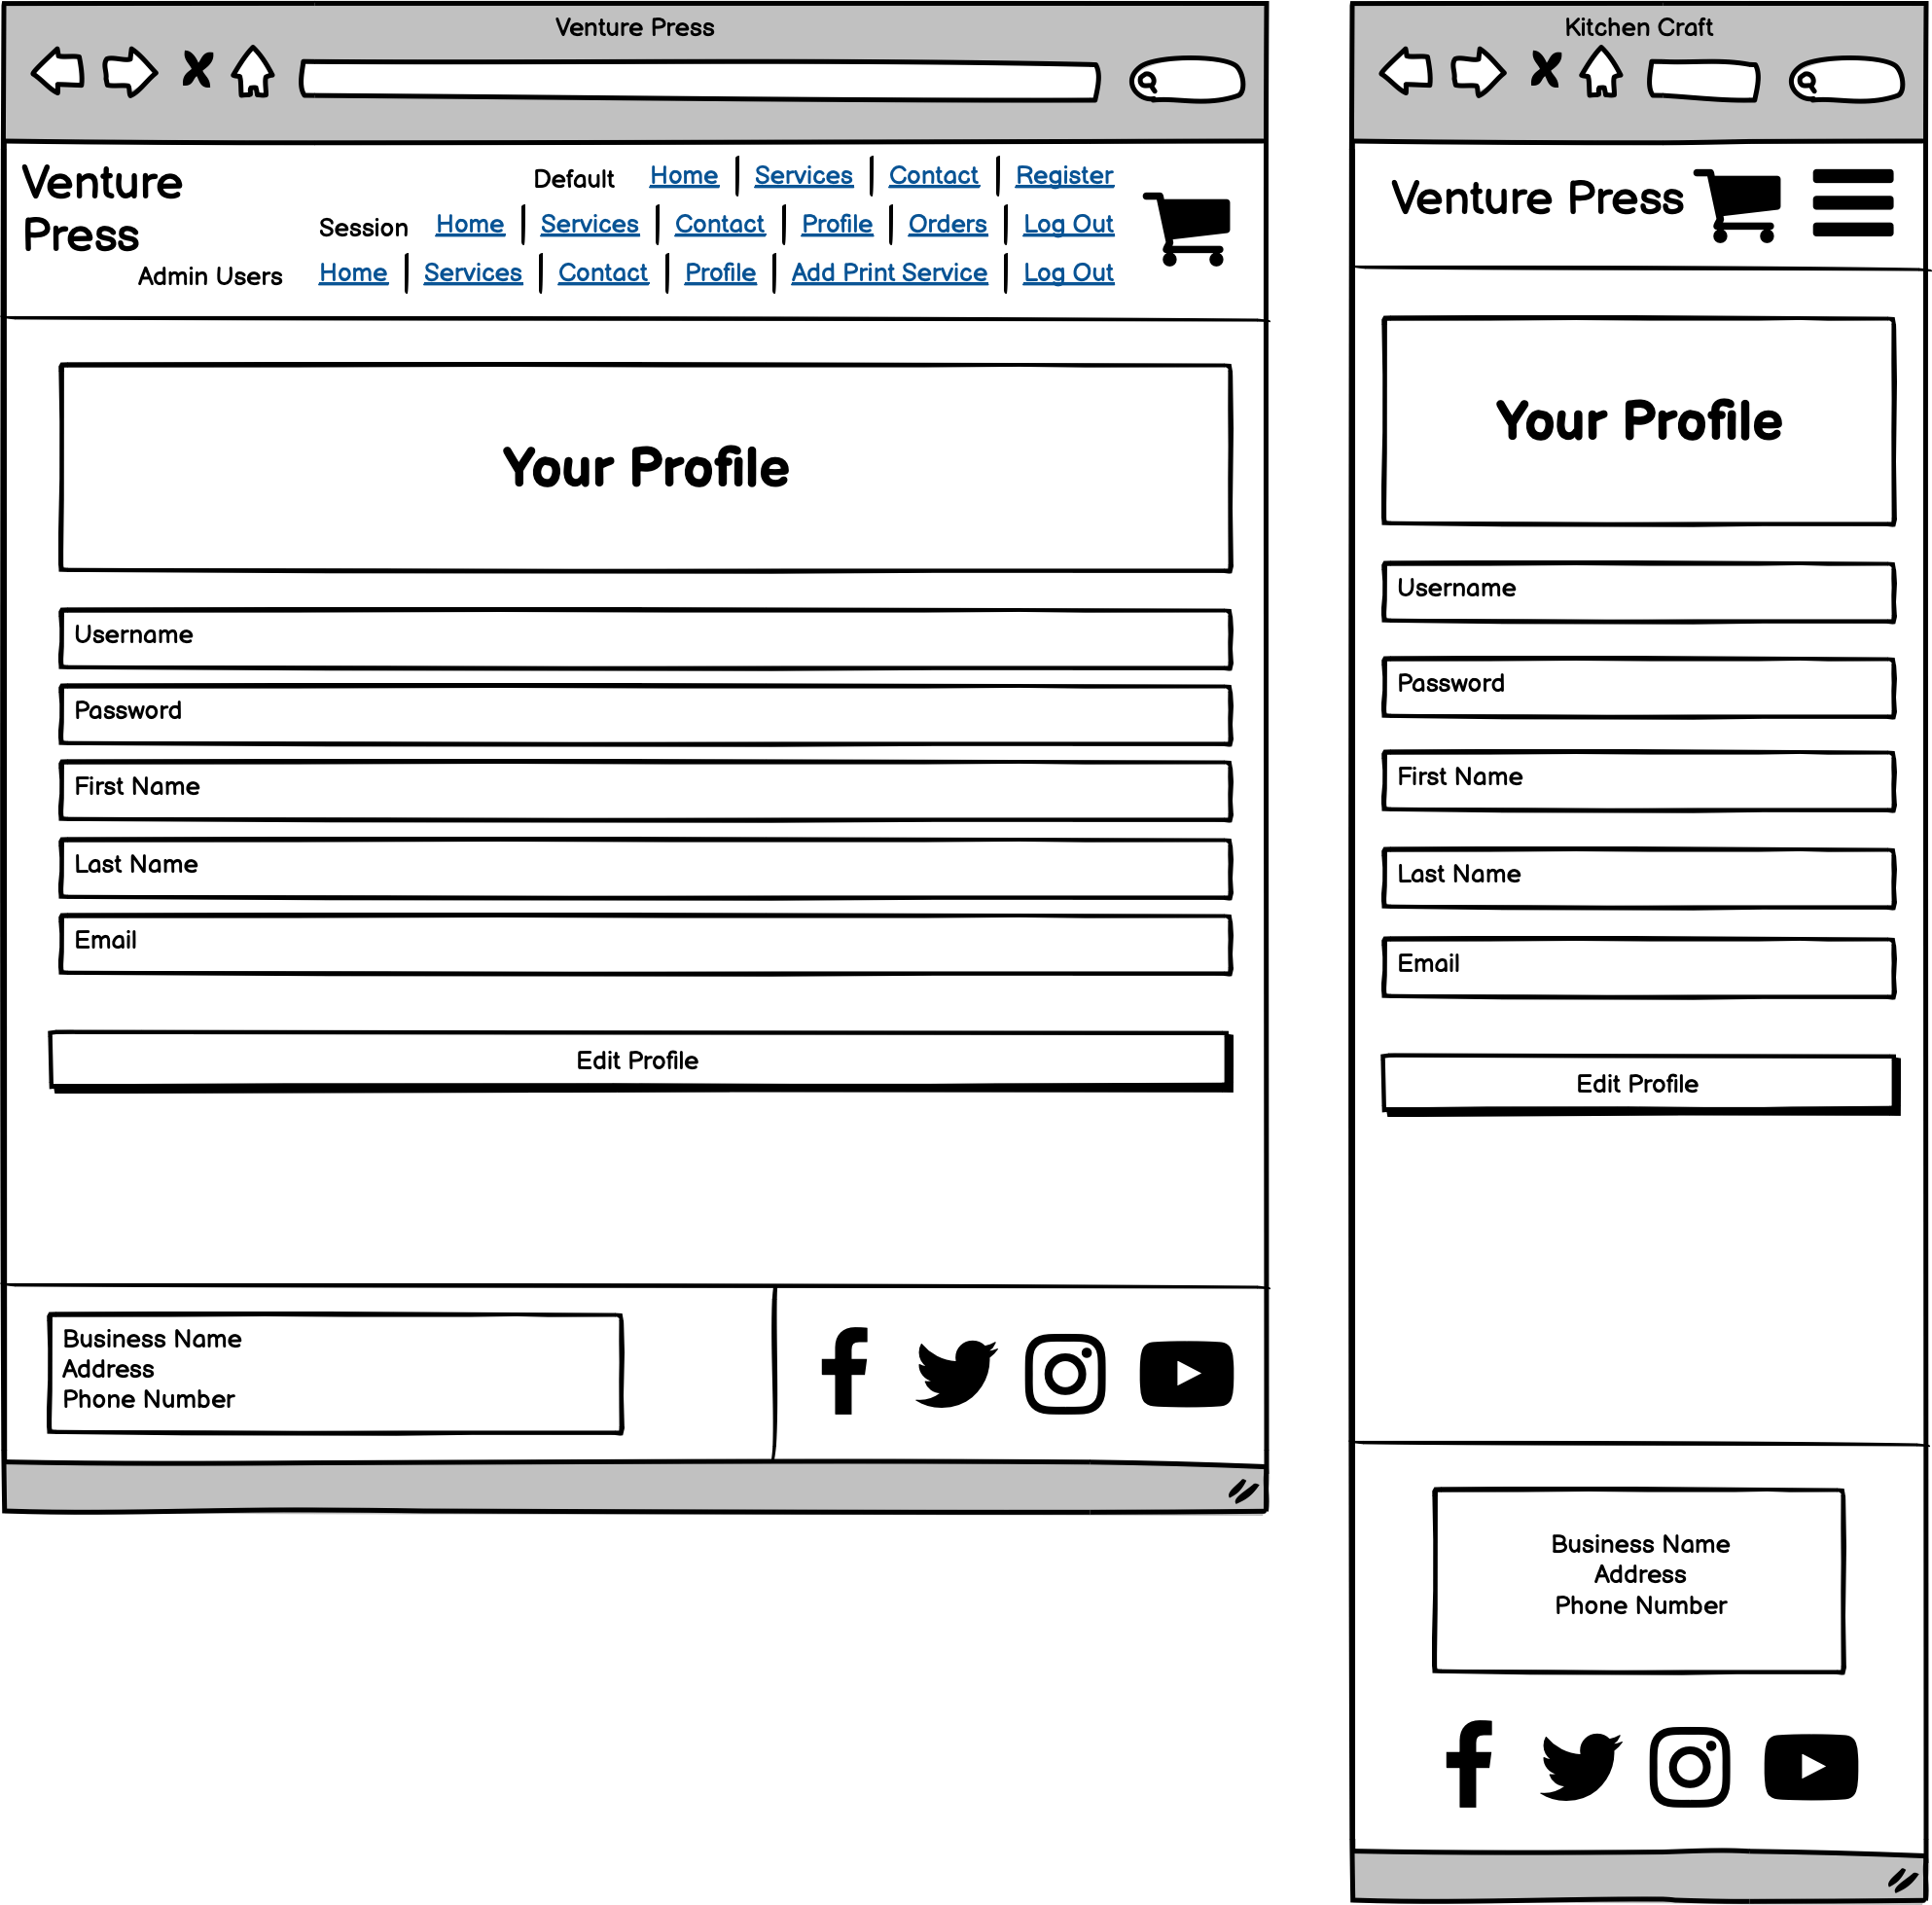 Venture Press
Venture
Press
Default Home Services Contact Register
Session Home Services Contact Profile Orders Log Out
Admin Users Home Services Contact Profile Add Print Service Log Out
Your Profile
Username
Password
First Name
Last Name
Email
Edit Profile
Business Name
Address
Phone Number
Kitchen Craft
Venture Press
Your Profile
Username
Password
First Name
Last Name
Email
Edit Profile
Business Name
Address
Phone Number